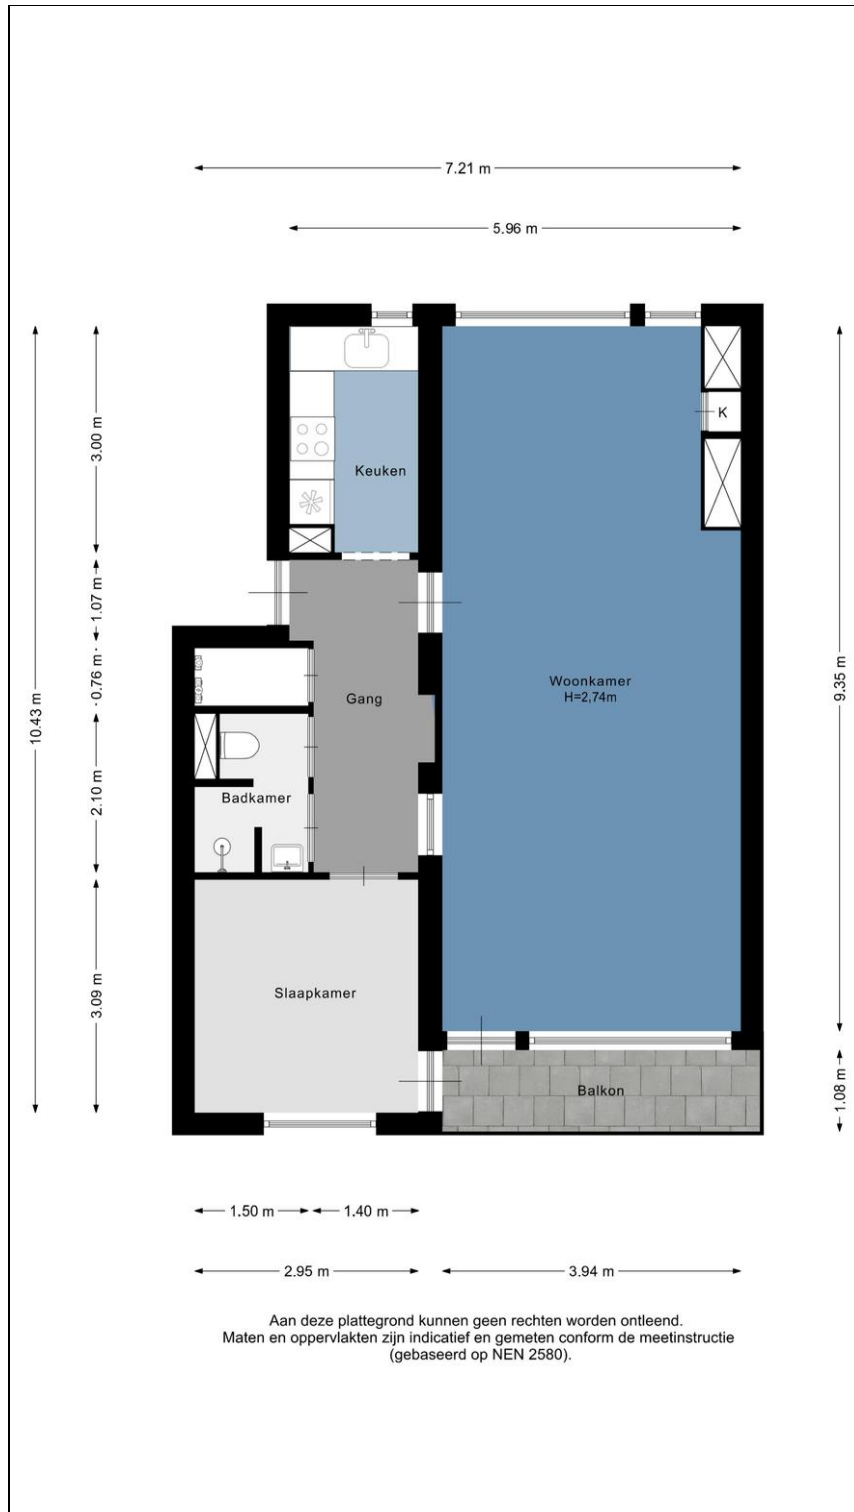 7.21 m
5.96 m
3.00 m
Keuken
K
1.07 m
0.76 m
10.43 m
Gang
Woonkamer
H=2,74m
9.35 m
2.10 m
Badkamer
3.09 m
Slaapkamer
Balkon
1.08 m
1.50 m
1.40 m
2.95 m
3.94 m
Aan deze plattegrond kunnen geen rechten worden ontleend.
Maten en oppervlakten zijn indicatief en gemeten conform de meetinstructie
(gebaseerd op NEN 2580).